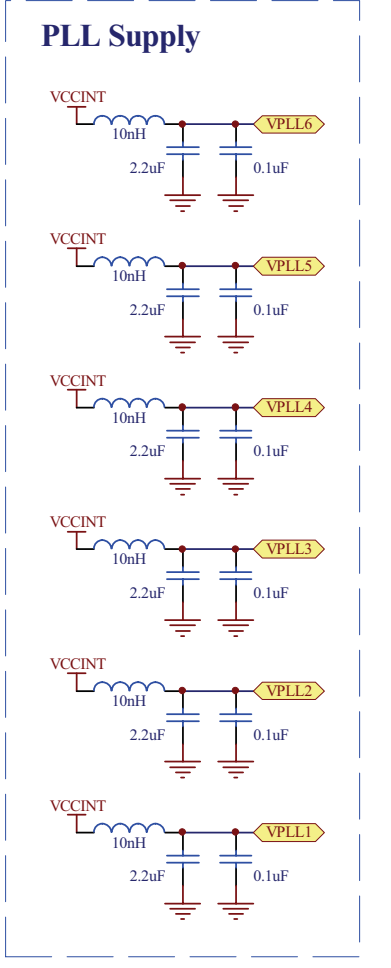 PLL Supply
VCCINT
10nH
VPLL6
2.2uF
0.1uF
VCCINT
10nH
VPLL5
2.2uF
0.1uF
VCCINT
10nH
VPLL4
2.2uF
0.1uF
VCCINT
10nH
VPLL3
2.2uF
0.1uF
VCCINT
10nH
VPLL2
2.2uF
0.1uF
VCCINT
10nH
VPLL1
2.2uF
0.1uF